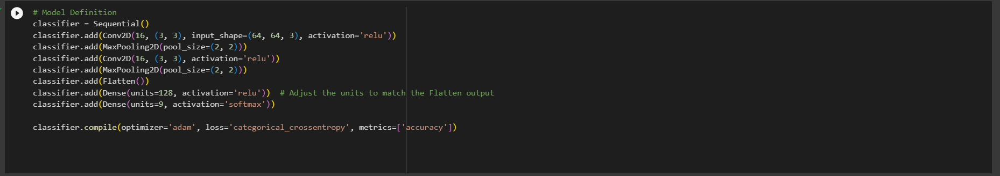 # Model Definition
classifier = Sequential()
classifier.add(Conv2D(16, (3, 3), input_shape=(64, 64, 3), activation='relu'))
classifier.add(MaxPooling2D(pool_size=(2, 2)))
classifier.add(Conv2D(16, (3, 3), activation='relu'))
classifier.add(MaxPooling2D(pool_size=(2, 2)))
classifier.add(Flatten())
classifier.add(Dense(units=128, activation='relu'))  # Adjust the units to match the Flatten output
classifier.add(Dense(units=9, activation='softmax'))
classifier.compile(optimizer='adam', loss='categorical_crossentropy', metrics=['accuracy'])